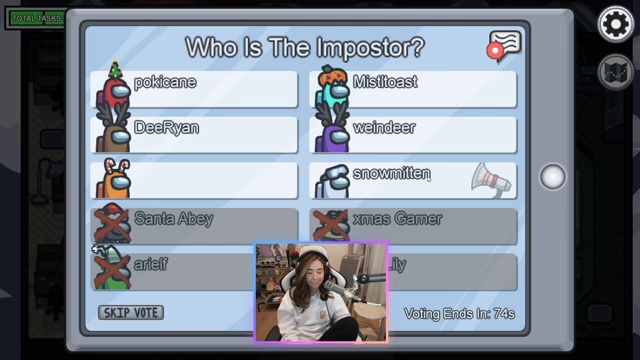 TOTAL TASKS
Who Is The Impostor?
pokicane
Mistitoast
DeeRyan
weindeer
snowmitten
Santa Abey
xmas Gamer
arielf
ily
SKIP VOTE
Voting Ends In: 74s